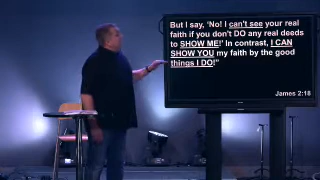 But I say, 'No! I can't see your real
faith if you don't DO any real deeds
to SHOW ME!' In contrast, I CAN
SHOW YOU my faith by the good
things I DO!"
James 2:18